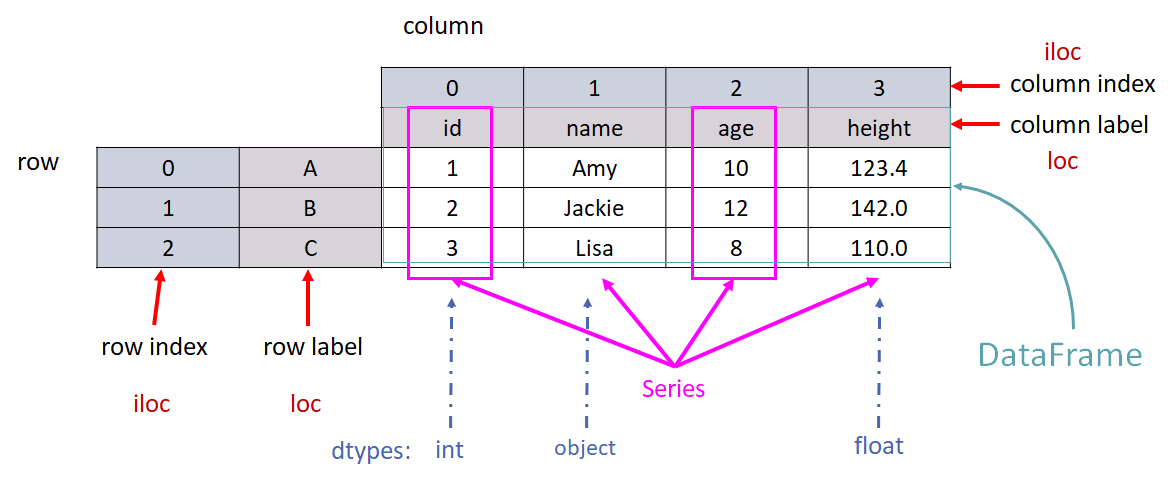 column
iloc
0 1 2 3 column index
id name age height column label
row 0 A 1 Amy 10 123.4 loc
1 B 2 Jackie 12 142.0
2 C 3 Lisa 8 110.0
row index row label DataFrame
iloc loc Series
dtypes: int object float